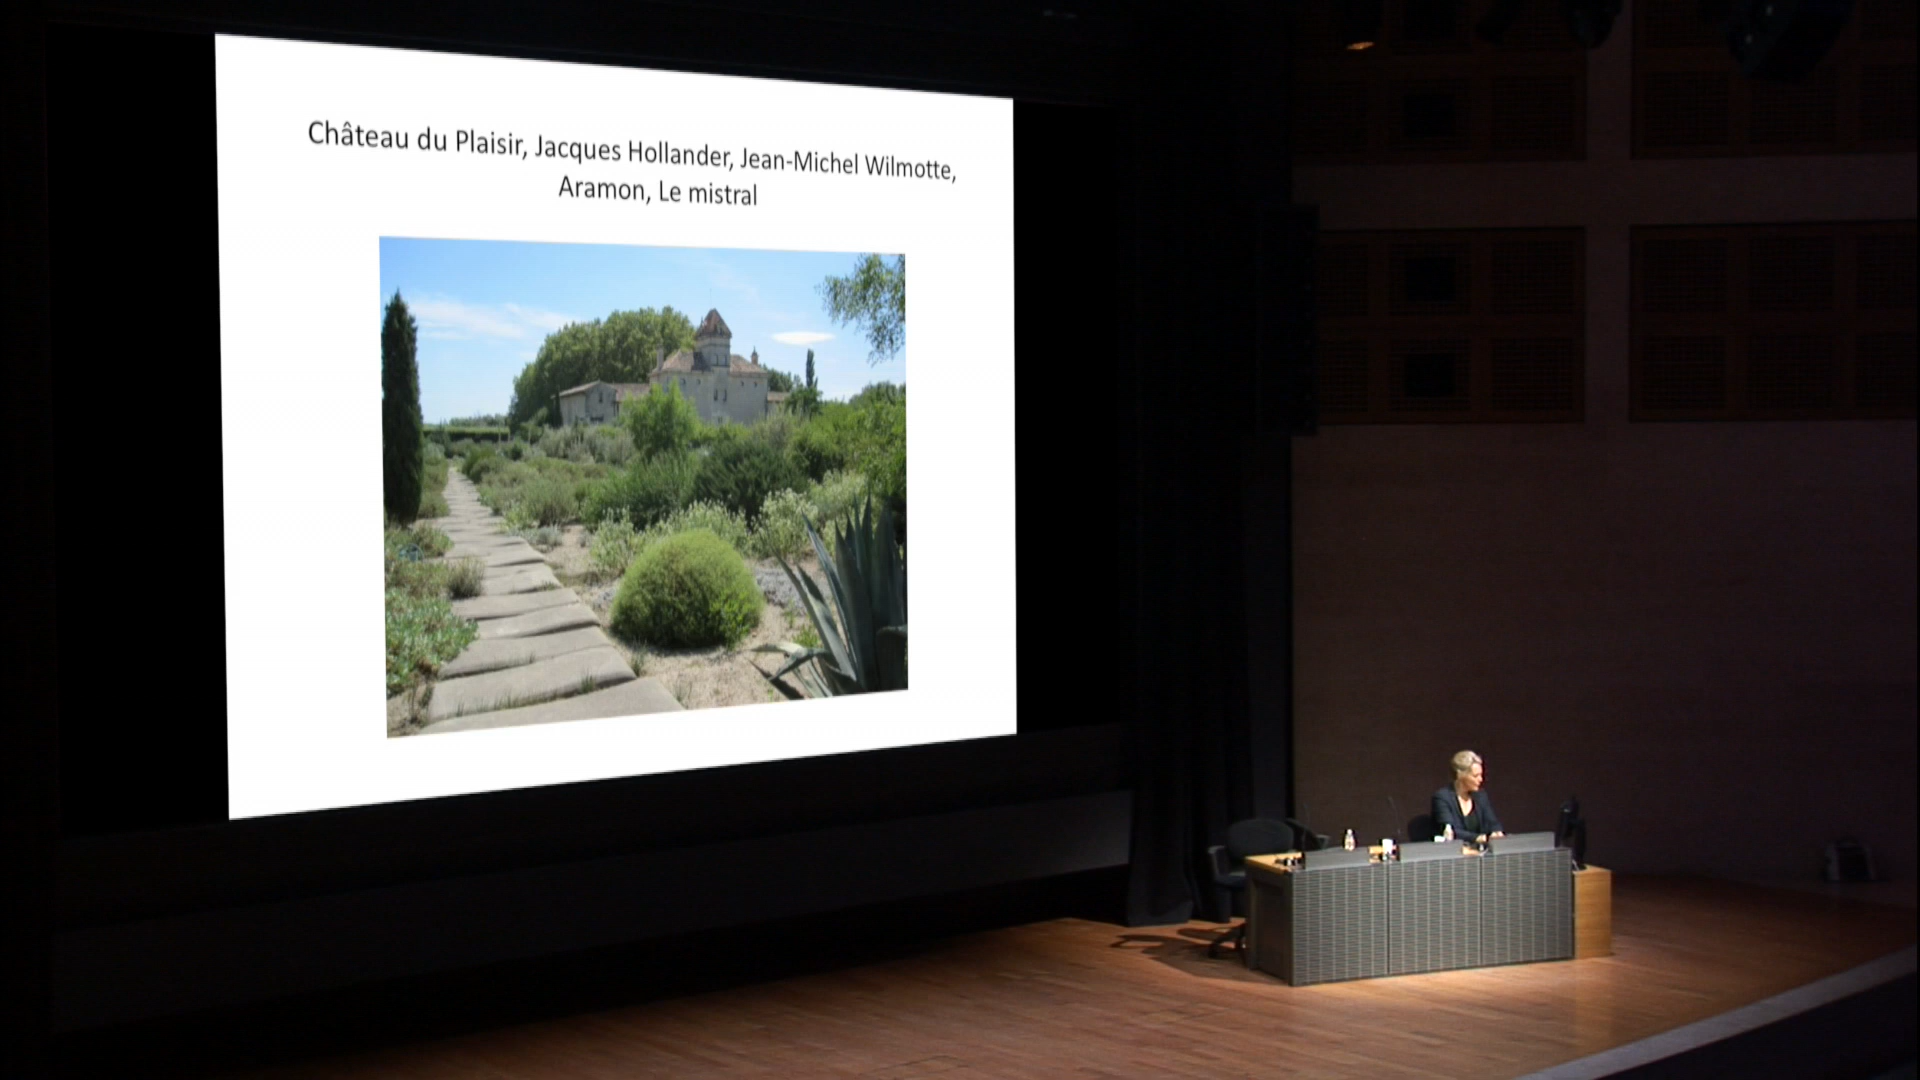 Château du Plaisir, Jacques Hollander, Jean-Michel Wilmotte,
Aramon, Le mistral